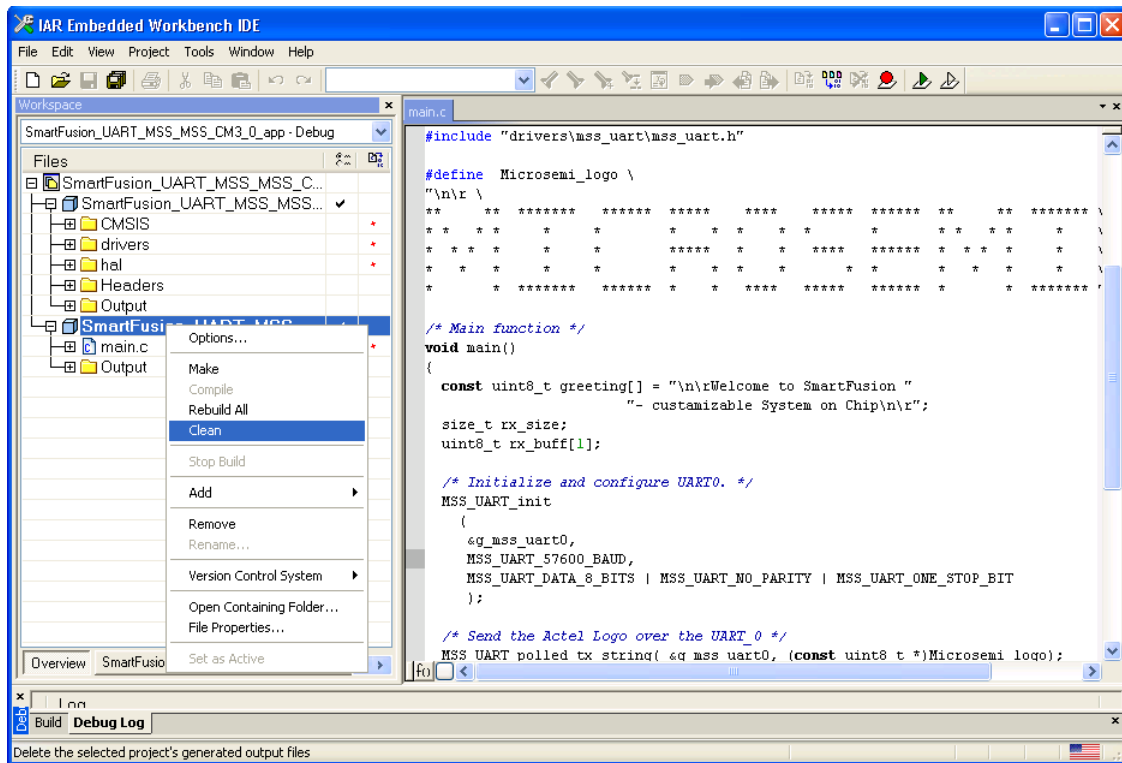 IAR Embedded Workbench IDE
File Edit View Project Tools Window Help
Workspace
SmartFusion_UART_MSS_MSS_CM3_0_app - Debug
Files
SmartFusion_UART_MSS_MSS_C...
SmartFusion_UART_MSS_MSS...
CMSIS
drivers
hal
Headers
Output
SmartFusion_UART_MSS
main.c
Output
Options...
Make
Compile
Rebuild All
Clean
Stop Build
Add
Remove
Rename...
Version Control System
Open Containing Folder...
File Properties...
Set as Active
Overview SmartFusio
main.c
#include "drivers\mss_uart\mss_uart.h"
#define Microsemi_logo \
"\n\r \
** ** ******* ****** ***** **** ***** ****** ** ** ******* \
* * * * * * * * * * * * * * * * * \
* * * * * * ***** * * **** ****** * * * * \
* * * * * * * * * * * * * * * \
* * ******* ****** * * **** ***** ****** * * ******* "
/* Main function */
void main()
{
const uint8_t greeting[] = "\n\rWelcome to SmartFusion "
"- custamizable System on Chip\n\r";
size_t rx_size;
uint8_t rx_buff[1];
/* Initialize and configure UART0. */
MSS_UART_init
(
&g_mss_uart0,
MSS_UART_57600_BAUD,
MSS_UART_DATA_8_BITS | MSS_UART_NO_PARITY | MSS_UART_ONE_STOP_BIT
);
/* Send the Actel Logo over the UART_0 */
MSS_UART_polled_tx_string( &g_mss_uart0, (const uint8_t *)Microsemi_logo);
fo
Log
Deb
Build Debug Log
Delete the selected project's generated output files